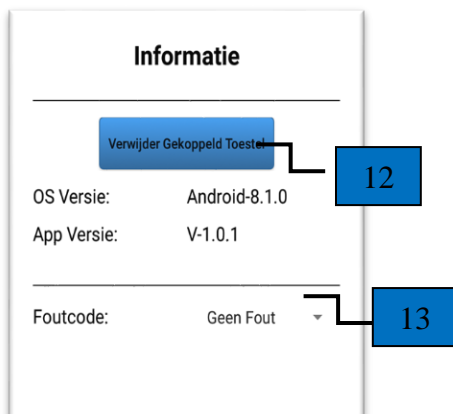 Informatie
Verwijder Gekoppeld Toestel
12
OS Versie: Android-8.1.0
App Versie: V-1.0.1
Foutcode: Geen Fout
13